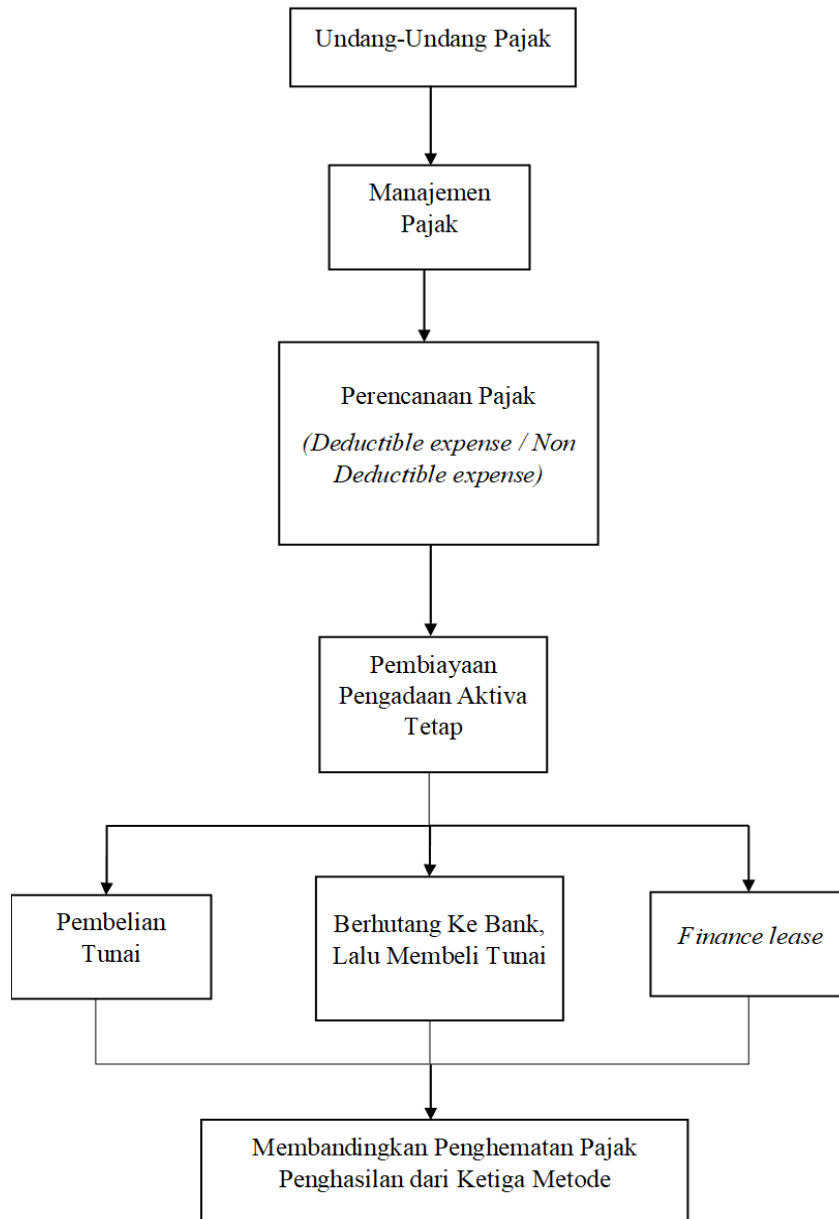 Undang-Undang Pajak
Manajemen
Pajak
Perencanaan Pajak
(Deductible expense / Non
Deductible expense)
Pembiayaan
Pengadaan Aktiva
Tetap
Pembelian
Tunai
Berhutang Ke Bank,
Lalu Membeli Tunai
Finance lease
Membandingkan Penghematan Pajak
Penghasilan dari Ketiga Metode